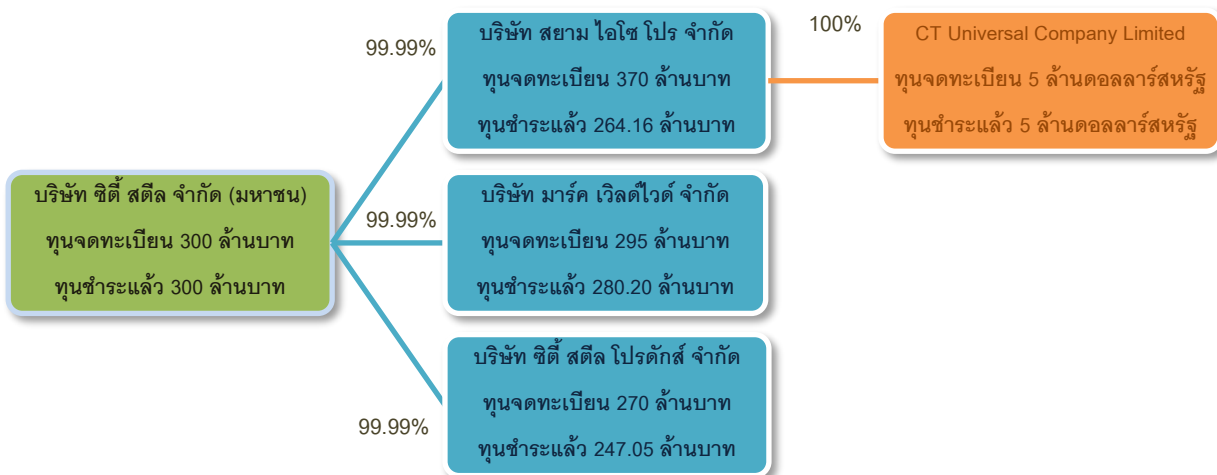 99.99%
บริษัท สยาม ไอโซ โปร จำกัด
ทุนจดทะเบียน 370 ล้านบาท
ทุนชำระแล้ว 264.16 ล้านบาท
100%
CT Universal Company Limited
ทุนจดทะเบียน 5 ล้านดอลลาร์สหรัฐ
ทุนชำระแล้ว 5 ล้านดอลลาร์สหรัฐ
บริษัท ซิตี้ สตีล จำกัด (มหาชน)
ทุนจดทะเบียน 300 ล้านบาท
ทุนชำระแล้ว 300 ล้านบาท
99.99%
บริษัท มาร์ค เวิลด์ไวด์ จำกัด
ทุนจดทะเบียน 295 ล้านบาท
ทุนชำระแล้ว 280.20 ล้านบาท
99.99%
บริษัท ซิตี้ สตีล โปรดักส์ จำกัด
ทุนจดทะเบียน 270 ล้านบาท
ทุนชำระแล้ว 247.05 ล้านบาท